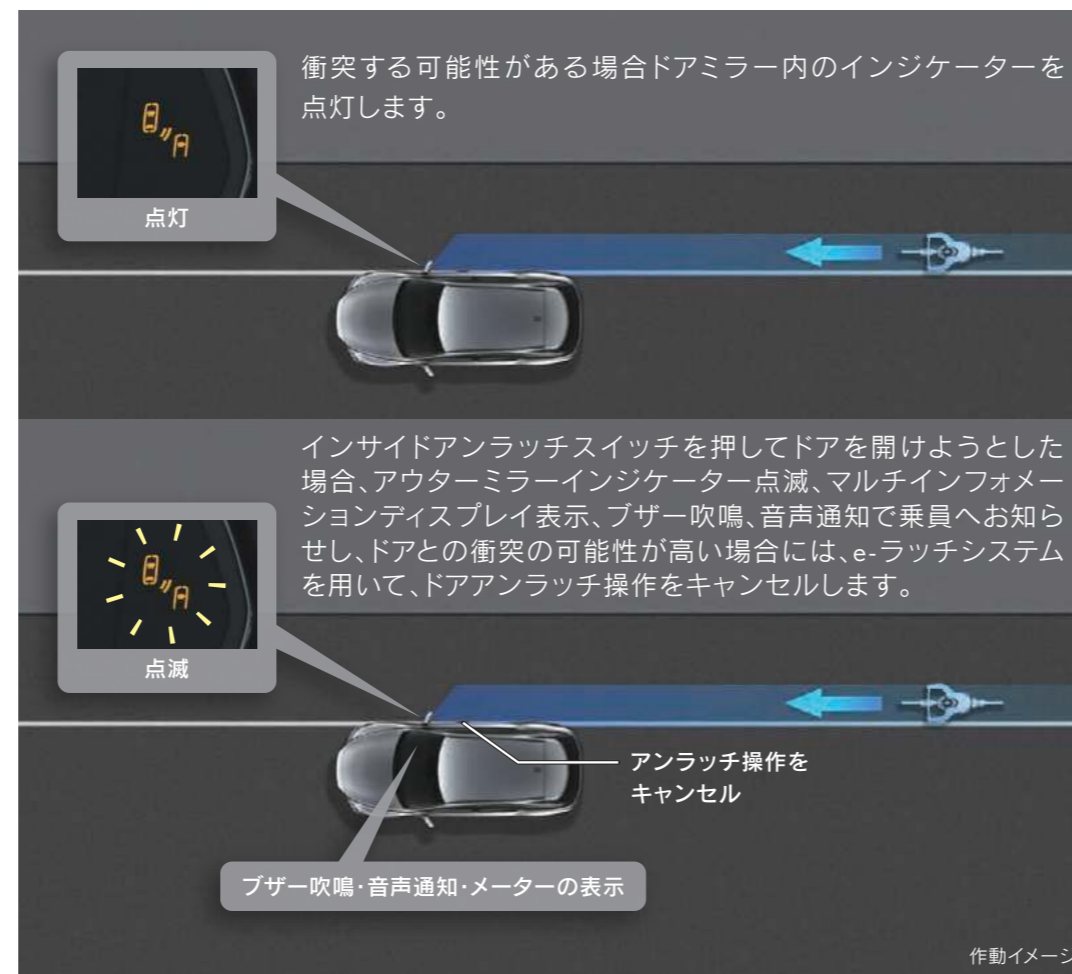 衝突する可能性がある場合ドアミラー内のインジケーターを
点灯します。
点灯
インサイドアンラッチスイッチを押してドアを開けようとした
場合、アウターミラーインジケーター点滅、マルチインフォメー
ションディスプレイ表示、ブザー吹鳴、音声通知で乗員へお知ら
せし、ドアとの衝突の可能性が高い場合には、e-ラッチシステム
を用いて、ドアアンラッチ操作をキャンセルします。
点滅
アンラッチ操作を
キャンセル
ブザー吹鳴・音声通知・メーターの表示
作動イメージ